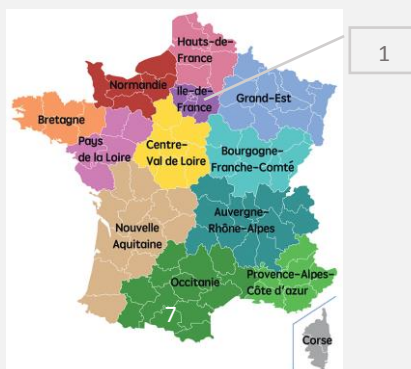 Hauts-de-
France
1
Normandie
Île-de-
France
Grand-Est
Bretagne
Pays
de la Loire
Centre-
Val de Loire
Bourgogne-
Franche-Comté
Nouvelle
Aquitaine
Auvergne-
Rhône-Alpes
Occitanie
7
Provence-Alpes-
Côte d'azur
Corse